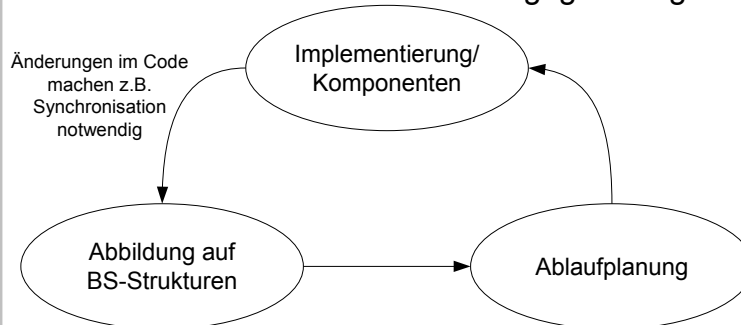 Implementierung/
Komponenten
Änderungen im Code
machen z.B.
Synchronisation
notwendig
Abbildung auf
BS-Strukturen
Ablaufplanung